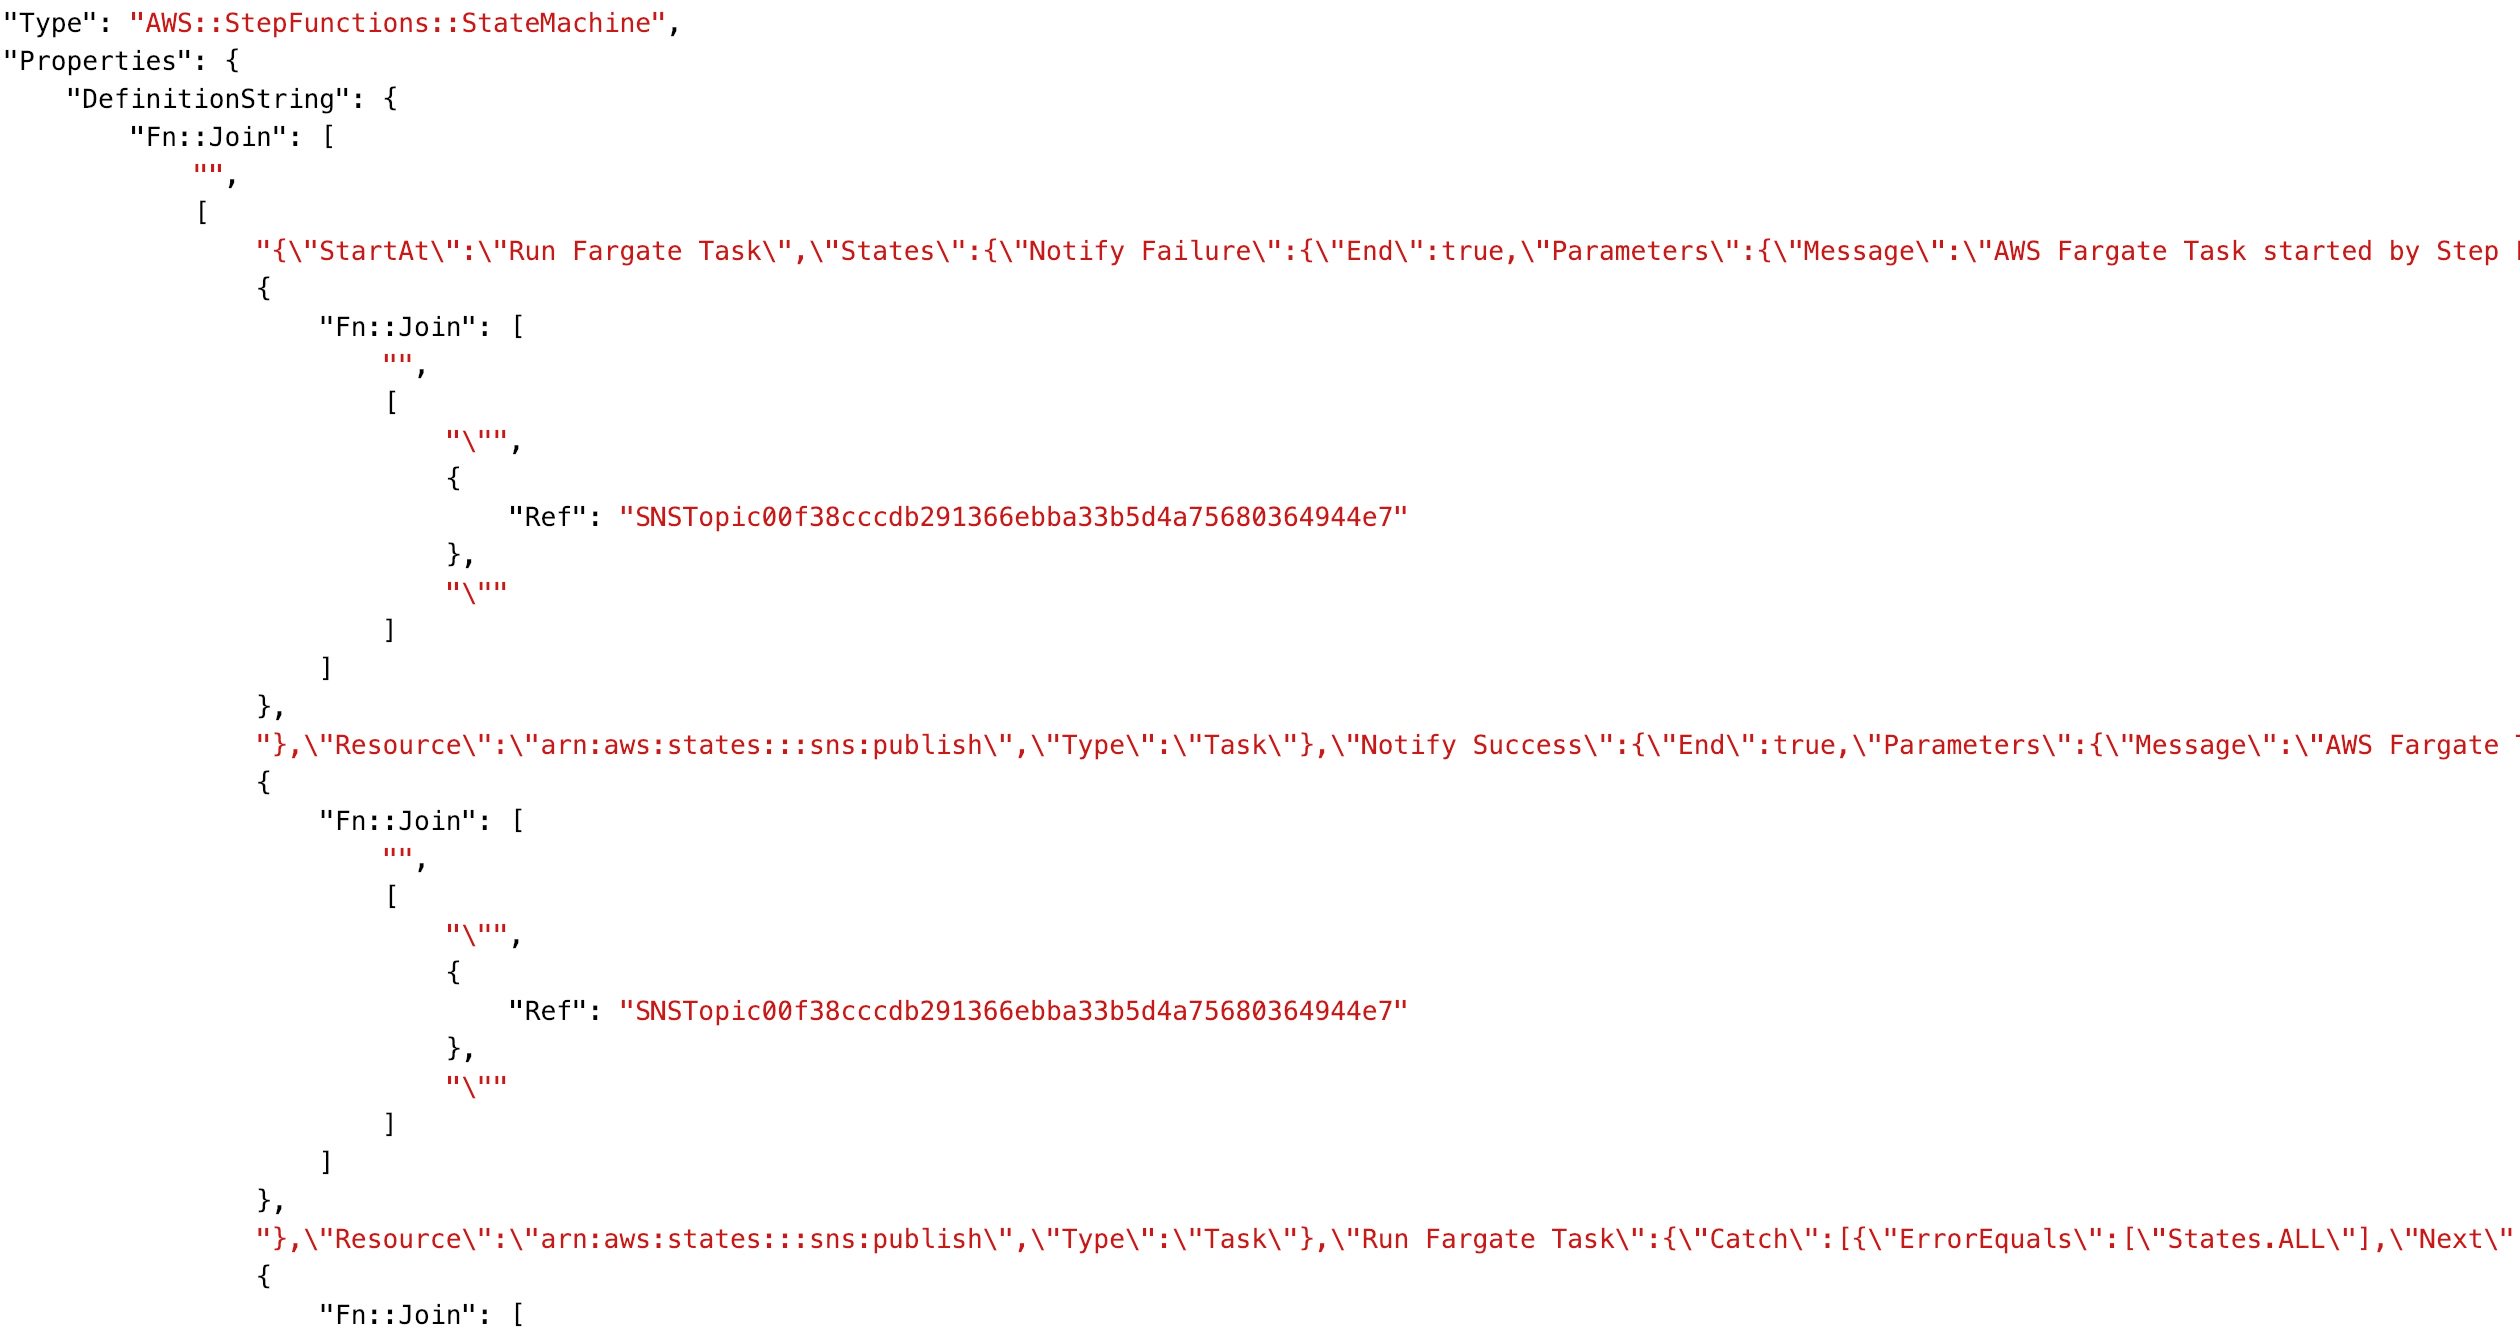 "Type": "AWS::StepFunctions::StateMachine",
"Properties": {
    "DefinitionString": {
        "Fn::Join": [
            "",
            [
                "{\"StartAt\":\"Run Fargate Task\",\"States\":{\"Notify Failure\":{\"End\":true,\"Parameters\":{\"Message\":\"AWS Fargate Task started by Step
                {
                    "Fn::Join": [
                        "",
                        [
                            "\"",
                            {
                                "Ref": "SNSTopic00f38cccdb291366ebba33b5d4a75680364944e7"
                            },
                            "\""
                        ]
                    ]
                },
                "},\"Resource\":\"arn:aws:states:::sns:publish\",\"Type\":\"Task\"},\"Notify Success\":{\"End\":true,\"Parameters\":{\"Message\":\"AWS Fargate
                {
                    "Fn::Join": [
                        "",
                        [
                            "\"",
                            {
                                "Ref": "SNSTopic00f38cccdb291366ebba33b5d4a75680364944e7"
                            },
                            "\""
                        ]
                    ]
                },
                "},\"Resource\":\"arn:aws:states:::sns:publish\",\"Type\":\"Task\"},\"Run Fargate Task\":{\"Catch\":[{\"ErrorEquals\":[\"States.ALL\"],\"Next\"
                {
                    "Fn::Join": [